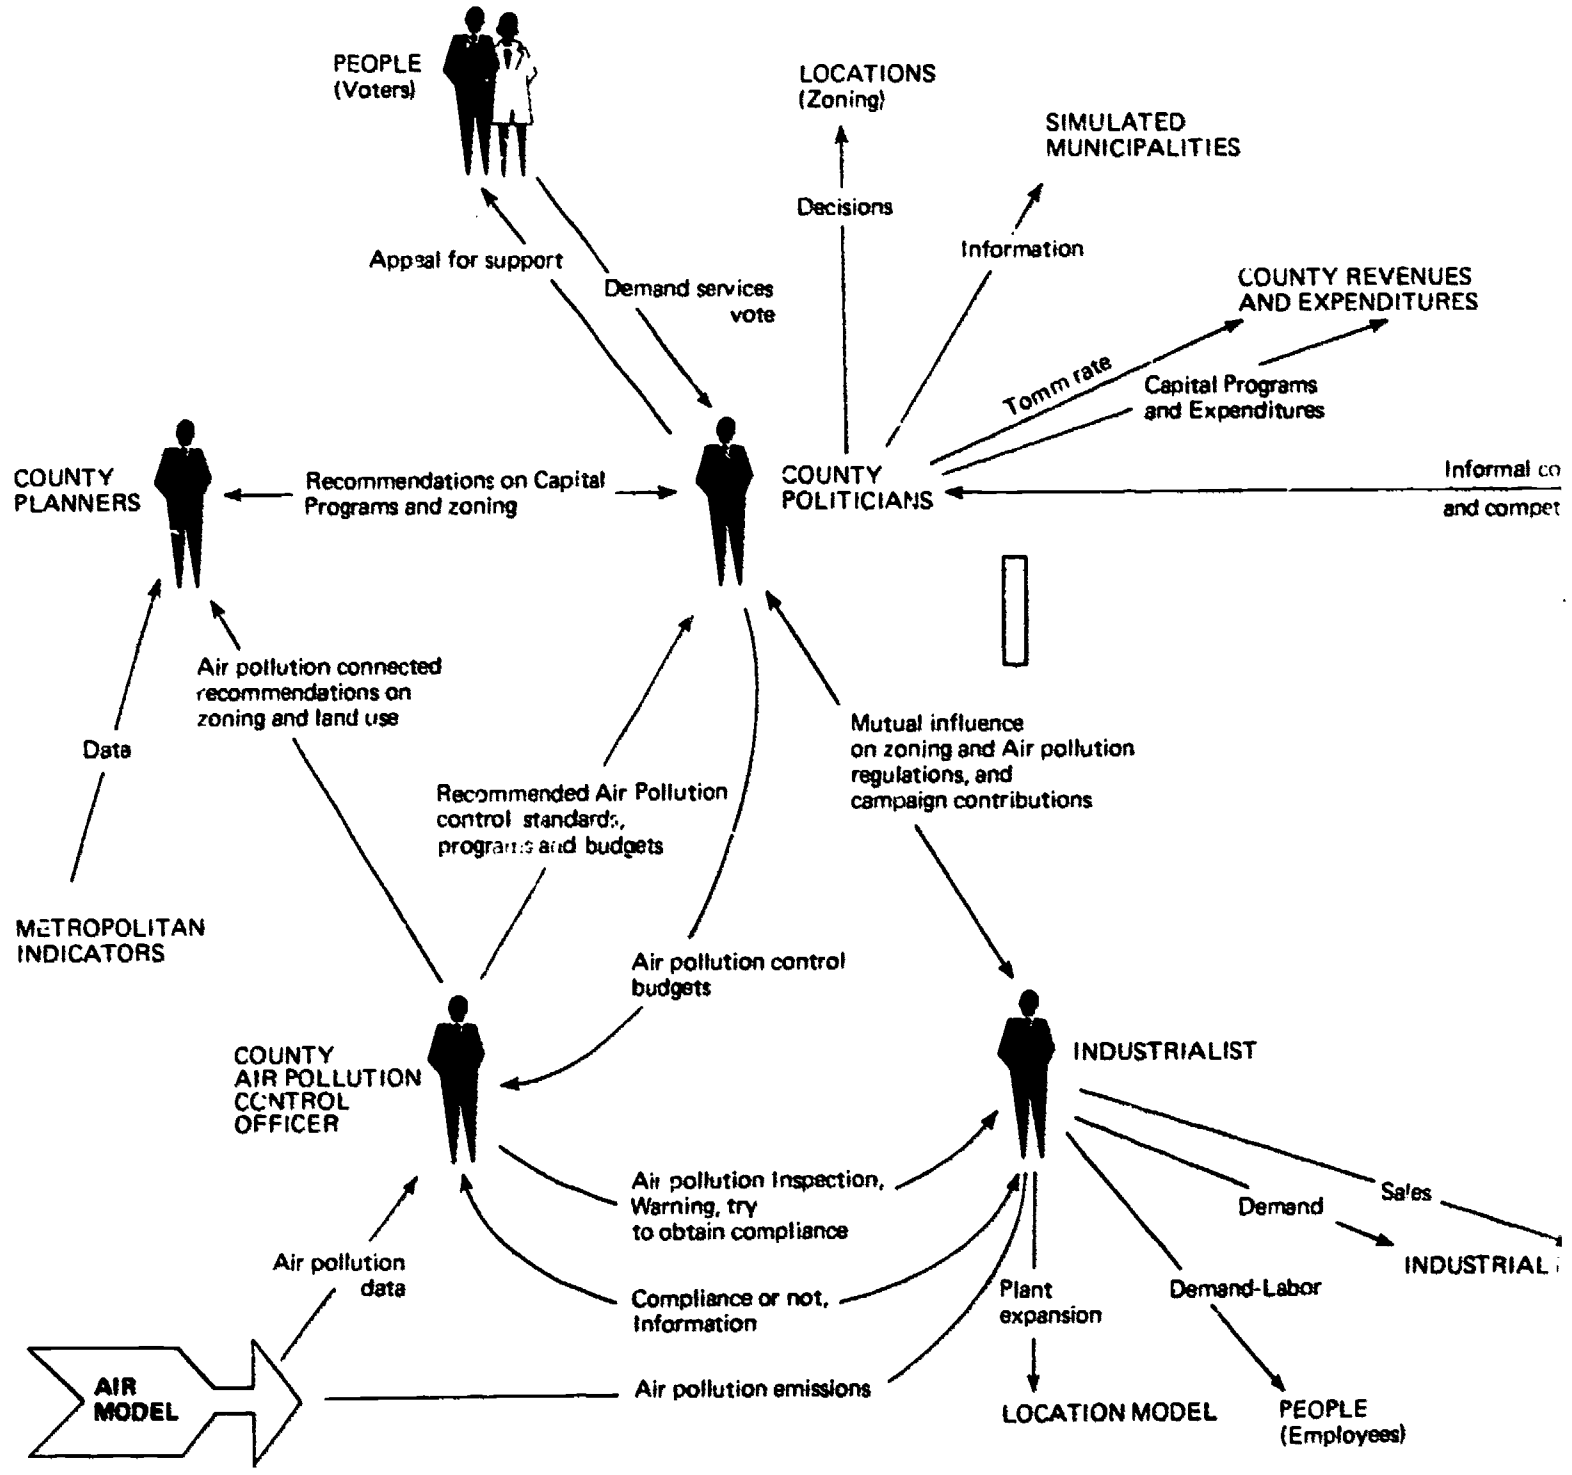 PEOPLE
(Voters)
LOCATIONS
(Zoning)
SIMULATED
MUNICIPALITIES
Decisions
Information
Appeal for support
Demand services
vote
COUNTY REVENUES
AND EXPENDITURES
Tomm rate
Capital Programs
and Expenditures
COUNTY
PLANNERS
Recommendations on Capital
Programs and zoning
COUNTY
POLITICIANS
Informal co
and compet
Air pollution connected
recommendations on
zoning and land use
Data
Mutual influence
on zoning and Air pollution
regulations, and
campaign contributions
Recommended Air Pollution
control standards,
programs and budgets
METROPOLITAN
INDICATORS
Air pollution control
budgets
COUNTY
AIR POLLUTION
CONTROL
OFFICER
INDUSTRIALIST
Air pollution Inspection,
Warning, try
to obtain compliance
Sales
Demand
INDUSTRIAL
Air pollution
data
Compliance or not,
Information
Plant
expansion
Demand-Labor
AIR
MODEL
Air pollution emissions
LOCATION MODEL
PEOPLE
(Employees)